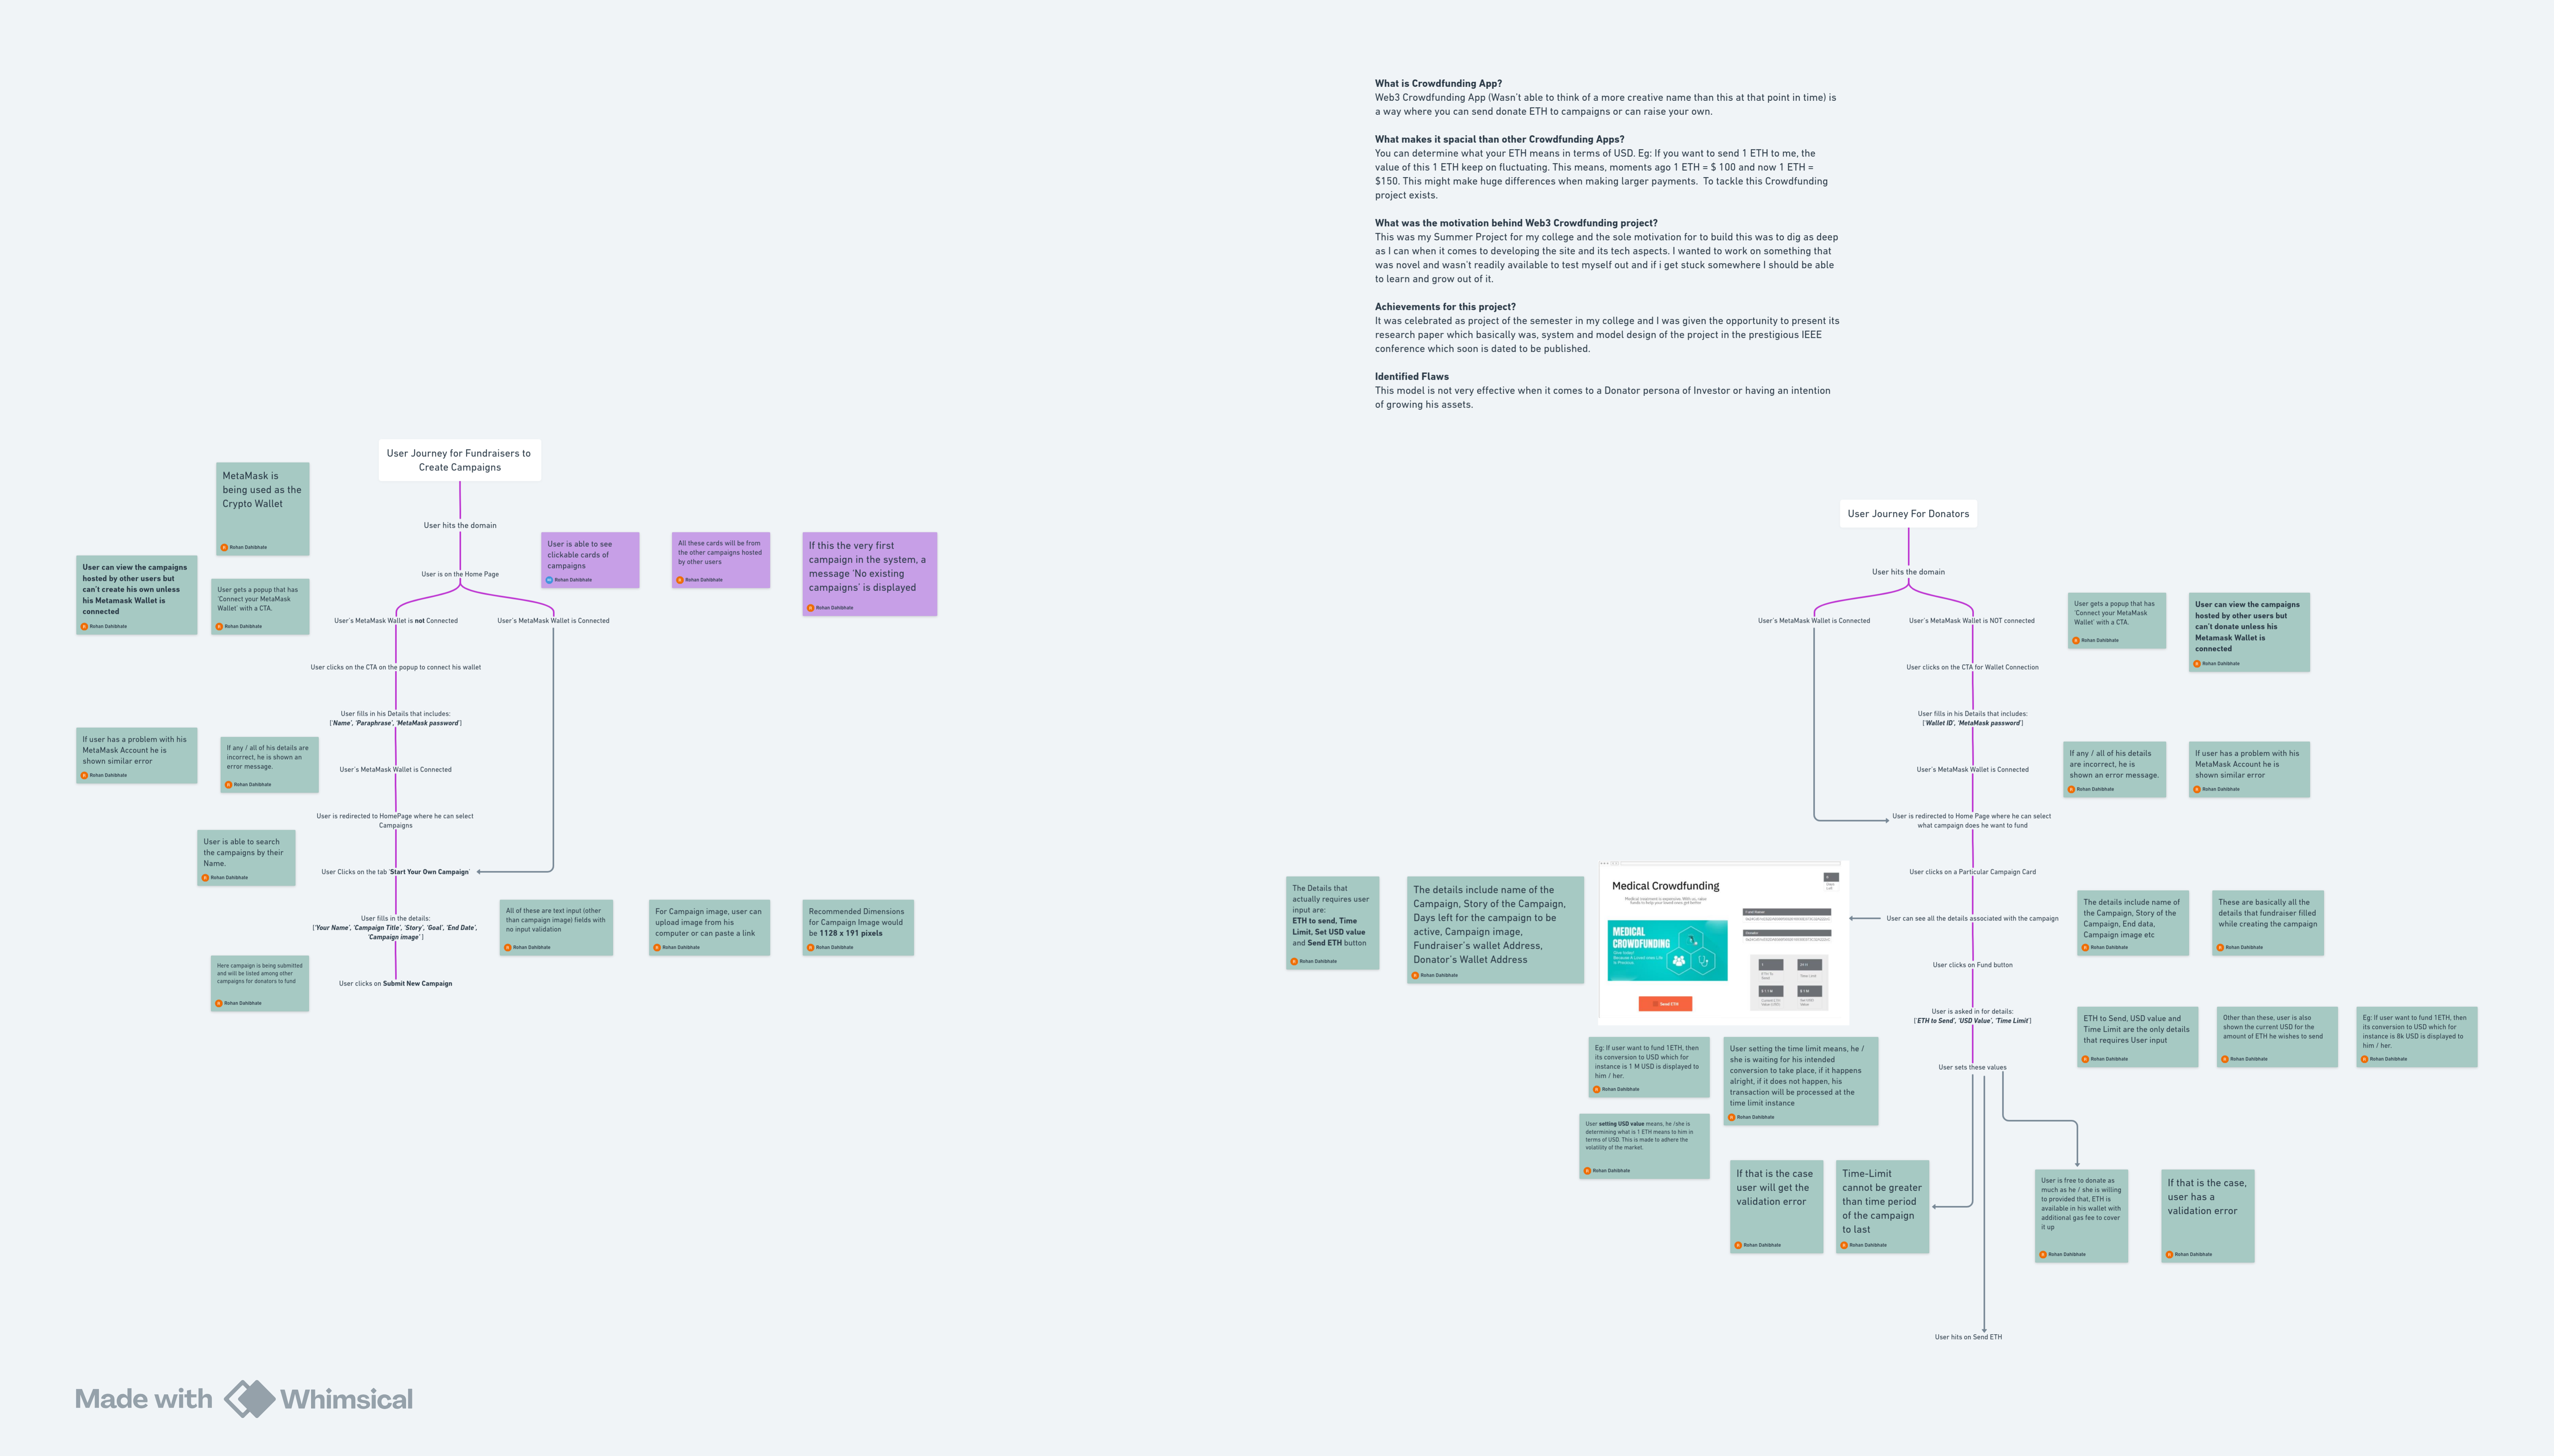 What is Crowdfunding App?
Web3 Crowdfunding App (Wasn't able to think of a more creative name than this at that point in time) is
a way where you can send donate ETH to campaigns or can raise your own.
What makes it spacial than other Crowdfunding Apps?
You can determine what your ETH means in terms of USD. Eg: If you want to send 1 ETH to me, the
value of this 1 ETH keep on fluctuating. This means, moments ago 1 ETH = $ 100 and now 1 ETH =
$150. This might make huge differences when making larger payments.  To tackle this Crowdfunding
project exists.
What was the motivation behind Web3 Crowdfunding project?
This was my Summer Project for my college and the sole motivation for to build this was to dig as deep
as I can when it comes to developing the site and its tech aspects. I wanted to work on something that
was novel and wasn't readily available to test myself out and if i get stuck somewhere I should be able
to learn and grow out of it.
Achievements for this project?
It was celebrated as project of the semester in my college and I was given the opportunity to present its
research paper which basically was, system and model design of the project in the prestigious IEEE
conference which soon is dated to be published.
Identified Flaws
This model is not very effective when it comes to a Donator persona of Investor or having an intention
of growing his assets.
User Journey for Fundraisers to
Create Campaigns
MetaMask is
being used as the
Crypto Wallet
Rohan Dahibhate
User hits the domain
User is able to see
clickable cards of
campaigns
Rohan Dahibhate
All these cards will be from
the other campaigns hosted
by other users
Rohan Dahibhate
If this the very first
campaign in the system, a
message 'No existing
campaigns' is displayed
Rohan Dahibhate
User can view the campaigns
hosted by other users but
can't create his own unless
his Metamask Wallet is
connected
Rohan Dahibhate
User gets a popup that has
'Connect your MetaMask
Wallet' with a CTA.
Rohan Dahibhate
User is on the Home Page
User's MetaMask Wallet is not Connected
User's MetaMask Wallet is Connected
User clicks on the CTA on the popup to connect his wallet
User fills in his Details that includes:
['Name', 'Paraphrase', 'MetaMask password']
If user has a problem with his
MetaMask Account he is
shown similar error
Rohan Dahibhate
If any / all of his details are
incorrect, he is shown an
error message.
Rohan Dahibhate
User's MetaMask Wallet is Connected
User is redirected to HomePage where he can select
Campaigns
User is able to search
the campaigns by their
Name.
Rohan Dahibhate
User Clicks on the tab 'Start Your Own Campaign'
User fills in the details:
['Your Name', 'Campaign Title', 'Story', 'Goal', 'End Date',
'Campaign image' ]
All of these are text input (other
than campaign image) fields with
no input validation
Rohan Dahibhate
For Campaign image, user can
upload image from his
computer or can paste a link
Rohan Dahibhate
Recommended Dimensions
for Campaign Image would
be 1128 x 191 pixels
Rohan Dahibhate
Here campaign is being submitted
and will be listed among other
campaigns for donators to fund
Rohan Dahibhate
User clicks on Submit New Campaign
User Journey For Donators
User hits the domain
User's MetaMask Wallet is Connected
User's MetaMask Wallet is NOT connected
User gets a popup that has
'Connect your MetaMask
Wallet' with a CTA.
Rohan Dahibhate
User can view the campaigns
hosted by other users but
can't donate unless his
Metamask Wallet is
connected
Rohan Dahibhate
User clicks on the CTA for Wallet Connection
User fills in his Details that includes:
['Wallet ID', 'MetaMask password']
User's MetaMask Wallet is Connected
If any / all of his details
are incorrect, he is
shown an error message.
Rohan Dahibhate
If user has a problem with his
MetaMask Account he is
shown similar error
Rohan Dahibhate
User is redirected to Home Page where he can select
what campaign does he want to fund
User clicks on a Particular Campaign Card
The Details that
actually requires user
input are:
ETH to send, Time
Limit, Set USD value
and Send ETH button
Rohan Dahibhate
The details include name of the
Campaign, Story of the Campaign,
Days left for the campaign to be
active, Campaign image,
Fundraiser's wallet Address,
Donator's Wallet Address
Rohan Dahibhate
Medical Crowdfunding
MEDICAL
CROWDFUNDING
Send ETH
User can see all the details associated with the campaign
The details include name of
the Campaign, Story of the
Campaign, End data,
Campaign image etc
Rohan Dahibhate
These are basically all the
details that fundraiser filled
while creating the campaign
Rohan Dahibhate
User clicks on Fund button
User is asked in for details:
['ETH to Send', 'USD Value', 'Time Limit']
ETH to Send, USD value and
Time Limit are the only details
that requires User input
Rohan Dahibhate
Other than these, user is also
shown the current USD for the
amount of ETH he wishes to send
Rohan Dahibhate
Eg: If user want to fund 1ETH, then
its conversion to USD which for
instance is 8k USD is displayed to
him / her.
Rohan Dahibhate
Eg: If user want to fund 1ETH, then
its conversion to USD which for
instance is 1 M USD is displayed to
him / her.
Rohan Dahibhate
User setting the time limit means, he /
she is waiting for his intended
conversion to take place, if it happens
alright, if it does not happen, his
transaction will be processed at the
time limit instance
Rohan Dahibhate
User sets these values
User setting USD value means, he /she is
determining what is 1 ETH means to him in
terms of USD. This is made to adhere the
volatility of the market.
Rohan Dahibhate
If that is the case
user will get the
validation error
Rohan Dahibhate
Time-Limit
cannot be greater
than time period
of the campaign
to last
Rohan Dahibhate
User is free to donate as
much as he / she is willing
to provided that, ETH is
available in his wallet with
additional gas fee to cover
it up
Rohan Dahibhate
If that is the case,
user has a
validation error
Rohan Dahibhate
User hits on Send ETH
Made with Whimsical